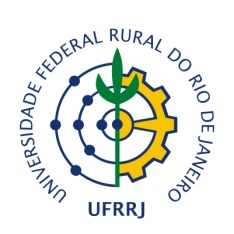 UNIVERSIDADE FEDERAL RURAL DO RIO DE JANEIRO
UFRRJ